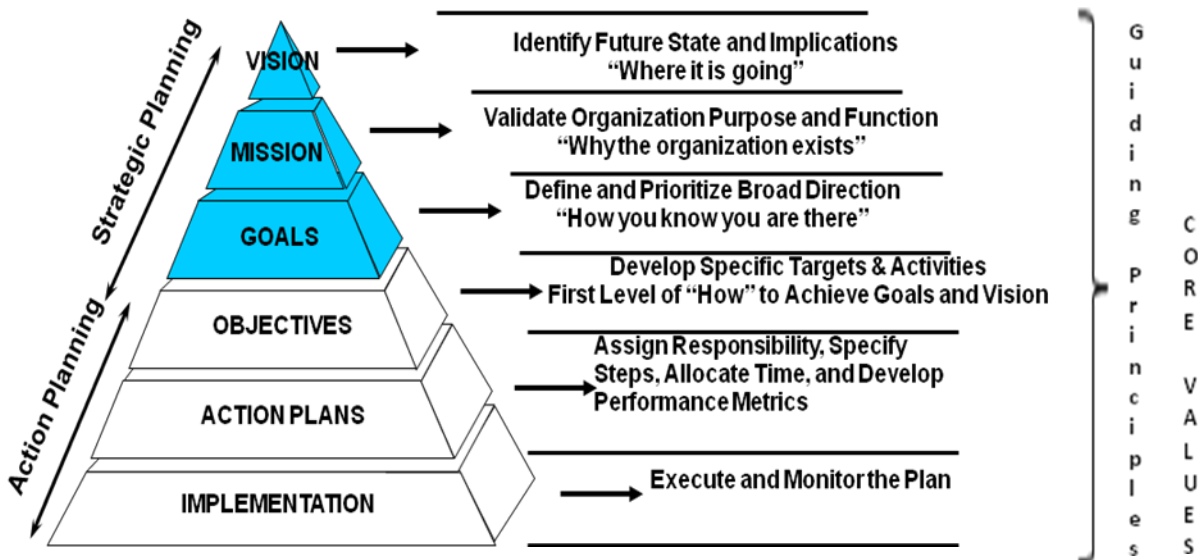 Strategic Planning
Action Planning
VISION
Identify Future State and Implications
“Where it is going”
MISSION
Validate Organization Purpose and Function
“Why the organization exists”
GOALS
Define and Prioritize Broad Direction
“How you know you are there”
OBJECTIVES
Develop Specific Targets & Activities
First Level of “How” to Achieve Goals and Vision
ACTION PLANS
Assign Responsibility, Specify
Steps, Allocate Time, and Develop
Performance Metrics
IMPLEMENTATION
Execute and Monitor the Plan
Guiding Principles
CORE VALUES